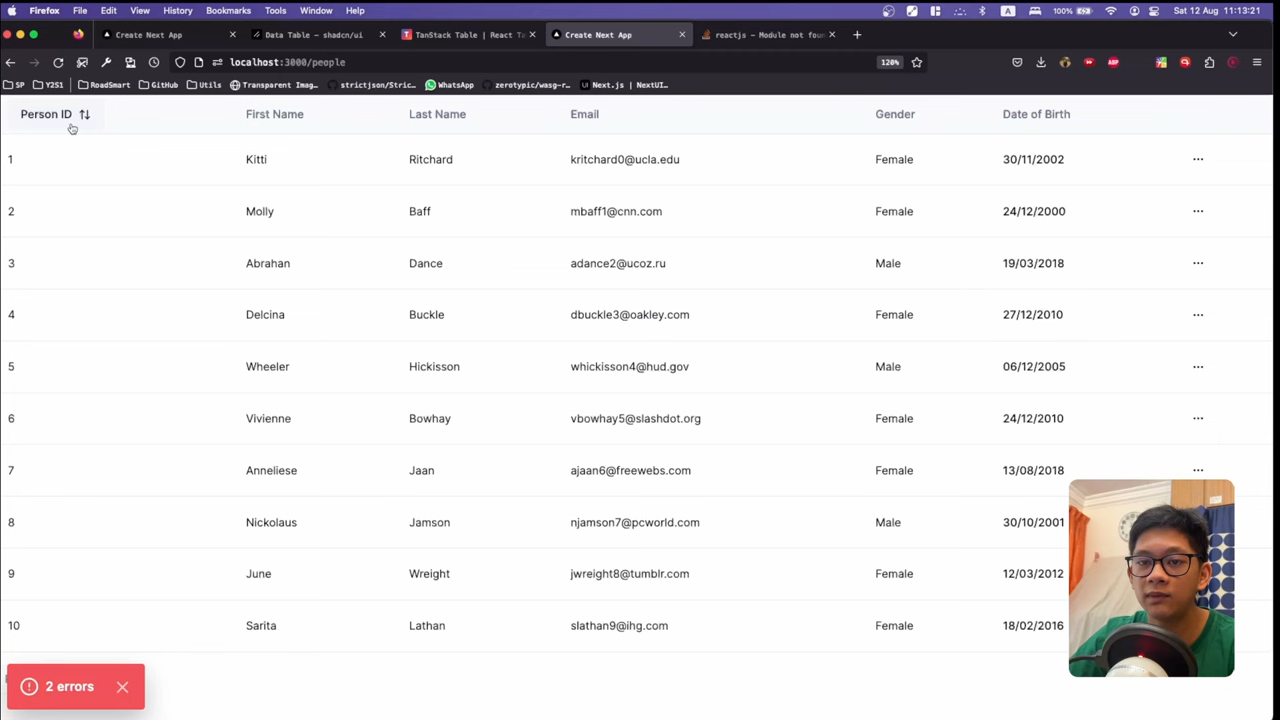 Firefox File Edit View History Bookmarks Tools Window Help A 100% Sat 12 Aug 11:13:21
Create Next App Data Table – shadcn/ui TanStack Table | React Ta Create Next App reactjs - Module not foun
localhost:3000/people 120%
SP Y2S1 RoadSmart GitHub Utils Transparent Imag... strictjson/Stric... WhatsApp zerotypic/wasg-r... Next.js | NextUI...
Person ID First Name Last Name Email Gender Date of Birth
1 Kitti Ritchard kritchard0@ucla.edu Female 30/11/2002 ...
2 Molly Baff mbaff1@cnn.com Female 24/12/2000 ...
3 Abrahan Dance adance2@ucoz.ru Male 19/03/2018 ...
4 Delcina Buckle dbuckle3@oakley.com Female 27/12/2010 ...
5 Wheeler Hickisson whickisson4@hud.gov Male 06/12/2005 ...
6 Vivienne Bowhay vbowhay5@slashdot.org Female 24/12/2010 ...
7 Anneliese Jaan ajaan6@freewebs.com Female 13/08/2018 ...
8 Nickolaus Jamson njamson7@pcworld.com Male 30/10/2001
9 June Wreight jwreight8@tumblr.com Female 12/03/2012
10 Sarita Lathan slathan9@ihg.com Female 18/02/2016
2 errors